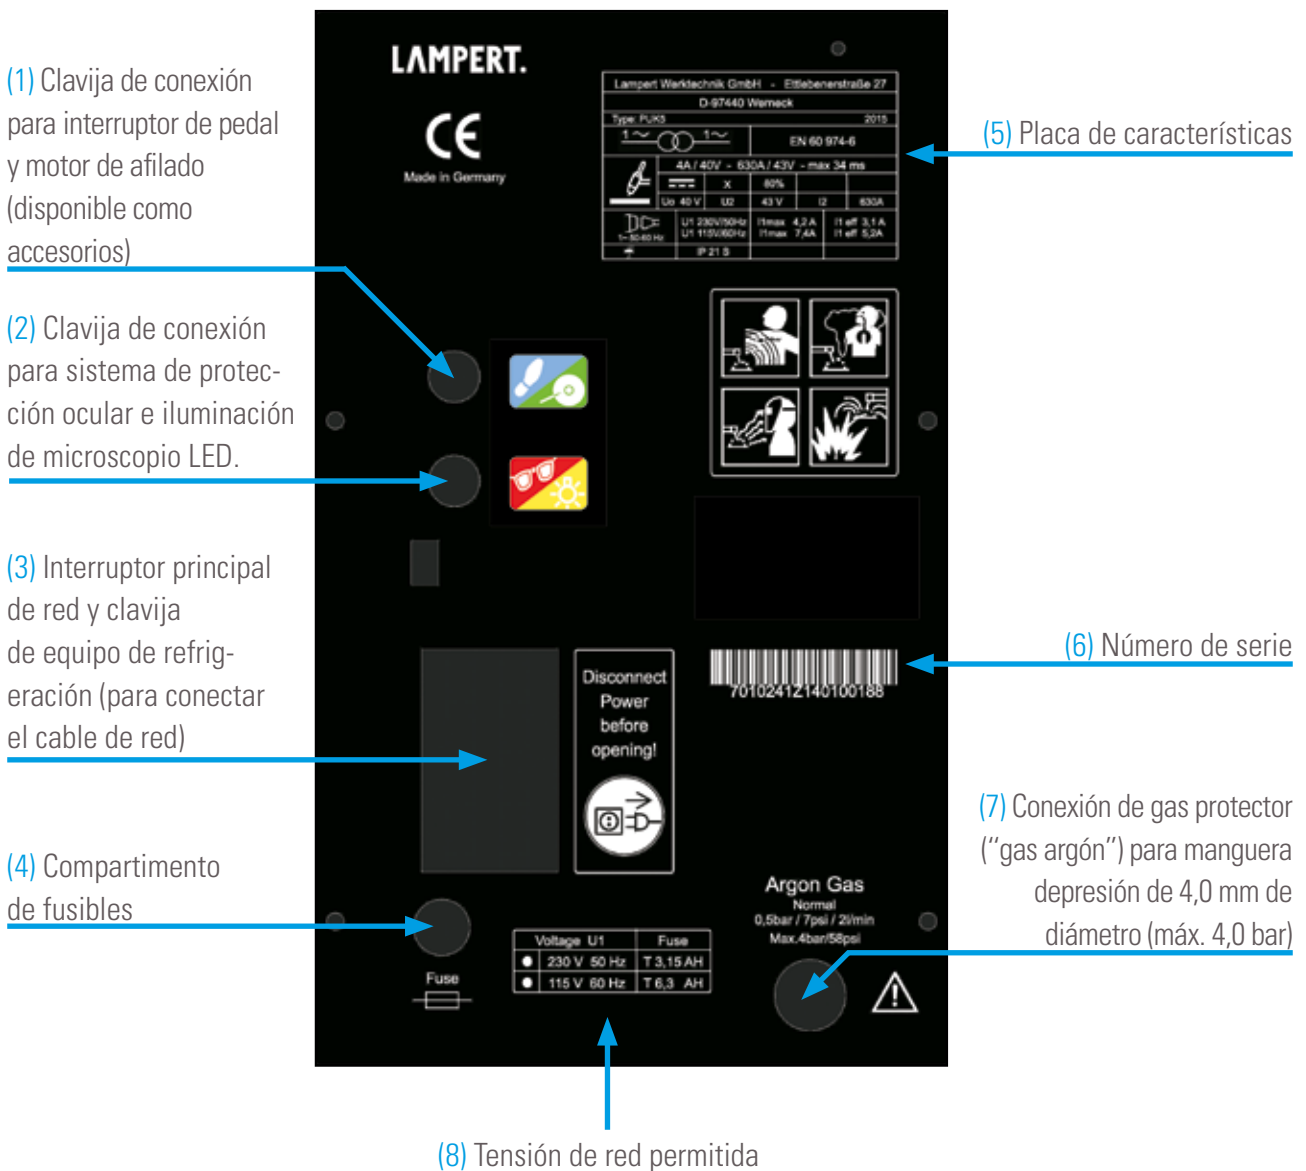 (1) Clavija de conexión
para interruptor de pedal
y motor de afilado
(disponible como
accesorios)
(2) Clavija de conexión
para sistema de protec-
ción ocular e iluminación
de microscopio LED.
(3) Interruptor principal
de red y clavija
de equipo de refrig-
eración (para conectar
el cable de red)
(4) Compartimento
de fusibles
LAMPERT.
CE
Made in Germany
Lampert Werktechnik GmbH - Ettlebenerstraße 27
D-97440 Werneck
Type: PUK5 2015
1~ 1~ EN 60 974-6
4A / 40V - 630A / 43V - max 34 ms
X 80%
Uo 40 V U2 43 V I2 630A
1~ 50/60 Hz U1 230V/50Hz I1max 4,2 A I1 eff 3,1 A
U1 115V/60Hz I1max 7,4A I1 eff 5,2A
IP 21 S
Disconnect
Power
before
opening!
7010241Z140100188
Argon Gas
Normal
0,5bar / 7psi / 2l/min
Max.4bar/58psi
Fuse
Voltage U1 Fuse
230 V 50 Hz T 3,15 AH
115 V 60 Hz T 6,3 AH
(5) Placa de características
(6) Número de serie
(7) Conexión de gas protector
(“gas argón”) para manguera
depresión de 4,0 mm de
diámetro (máx. 4,0 bar)
(8) Tensión de red permitida